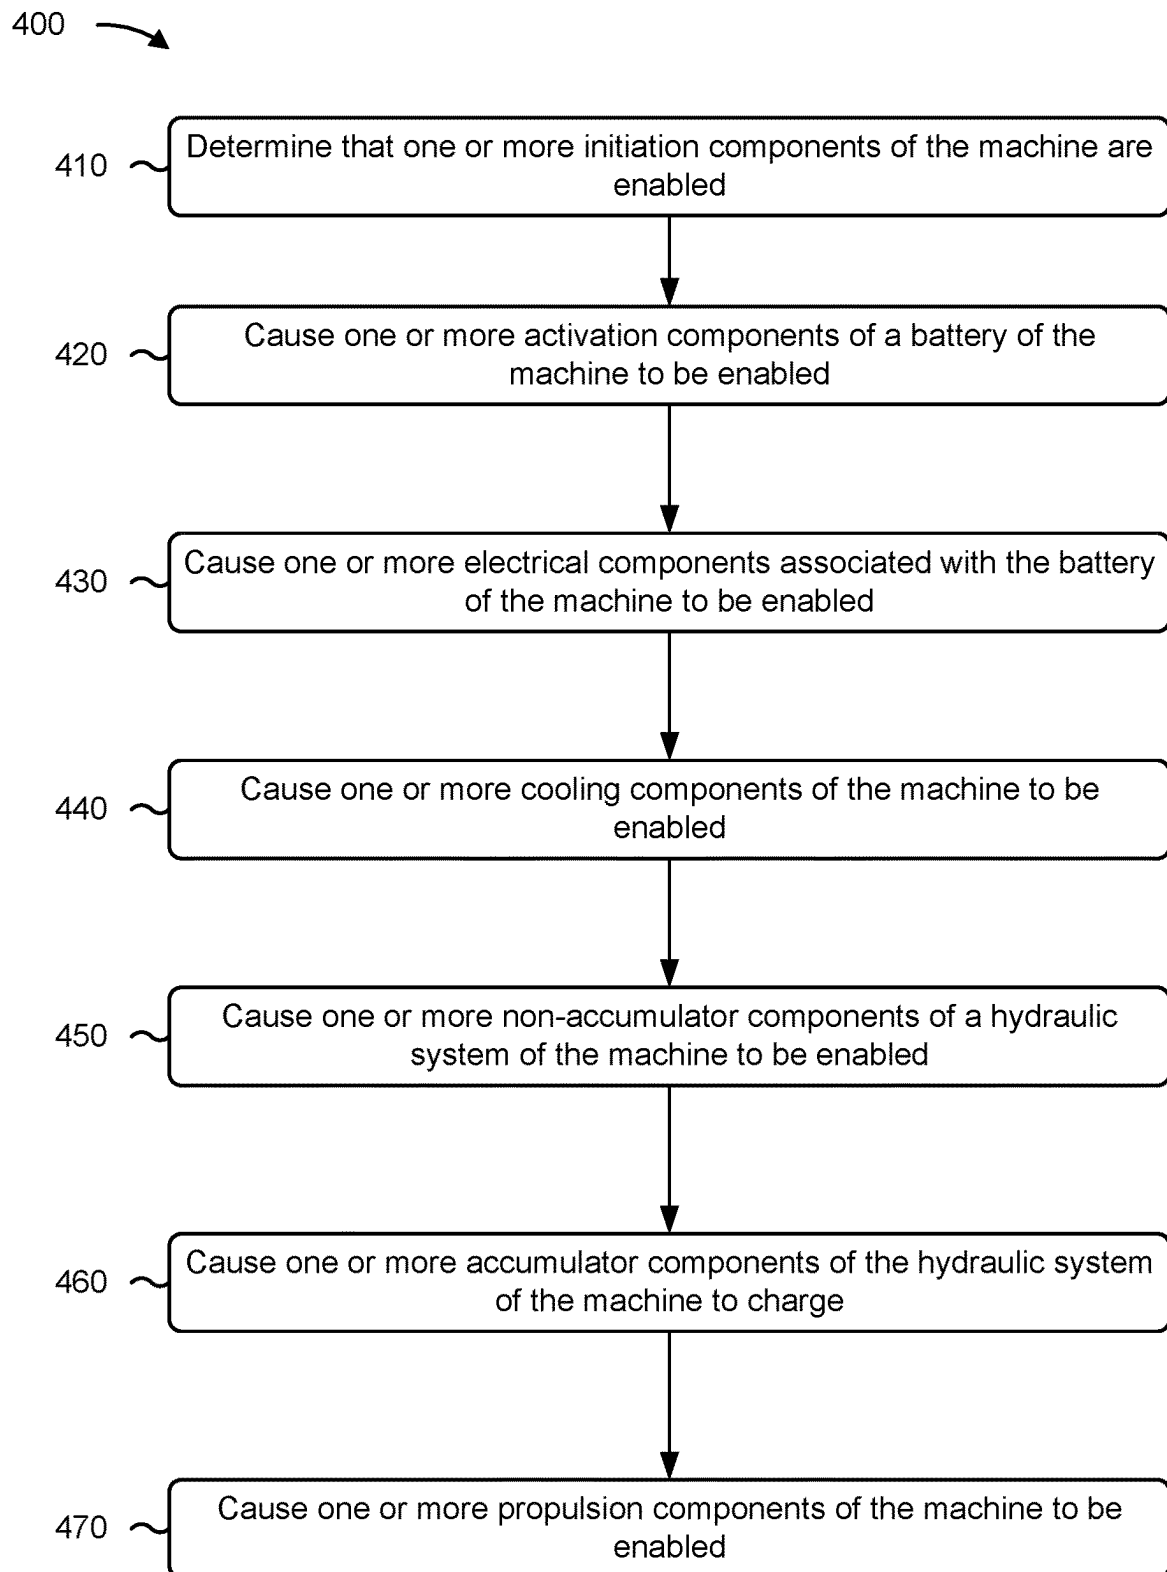 400
410
Determine that one or more initiation components of the machine are
enabled
420
Cause one or more activation components of a battery of the
machine to be enabled
430
Cause one or more electrical components associated with the battery
of the machine to be enabled
440
Cause one or more cooling components of the machine to be
enabled
450
Cause one or more non-accumulator components of a hydraulic
system of the machine to be enabled
460
Cause one or more accumulator components of the hydraulic system
of the machine to charge
470
Cause one or more propulsion components of the machine to be
enabled